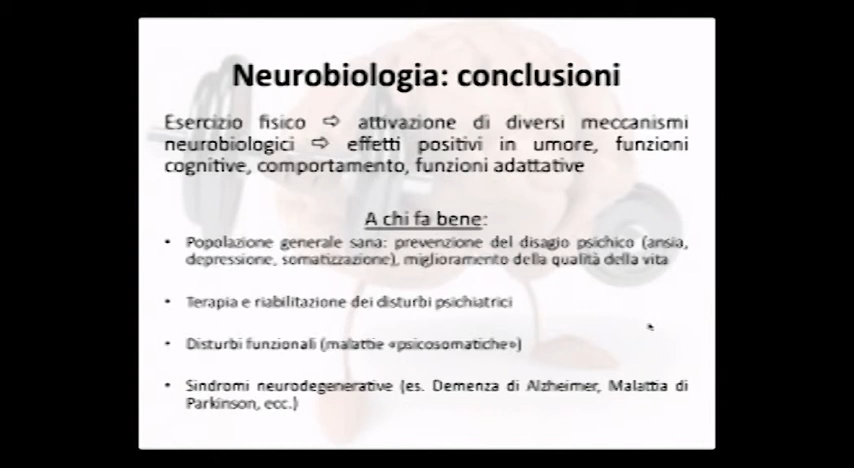 Neurobiologia: conclusioni
Esercizio fisico ⇨ attivazione di diversi meccanismi
neurobiologici ⇨ effetti positivi in umore, funzioni
cognitive, comportamento, funzioni adattative
A chi fa bene:
• Popolazione generale sana: prevenzione del disagio psichico (ansia,
depressione, somatizzazione), miglioramento della qualità della vita
• Terapia e riabilitazione dei disturbi psichiatrici
• Disturbi funzionali (malattie «psicosomatiche»)
• Sindromi neurodegenerative (es. Demenza di Alzheimer, Malattia di
Parkinson, ecc.)